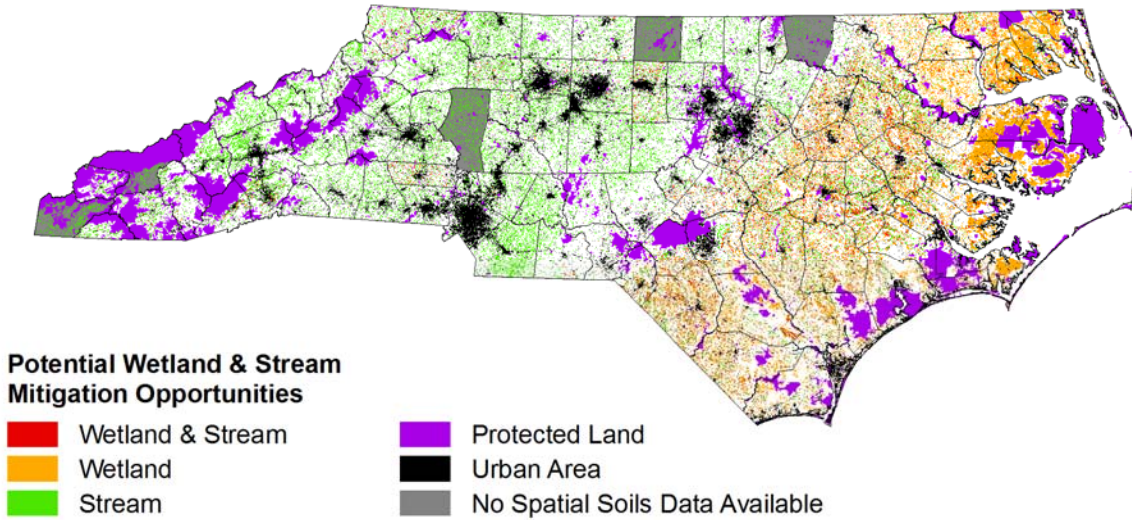 Potential Wetland & Stream
Mitigation Opportunities
Wetland & Stream
Wetland
Stream
Protected Land
Urban Area
No Spatial Soils Data Available